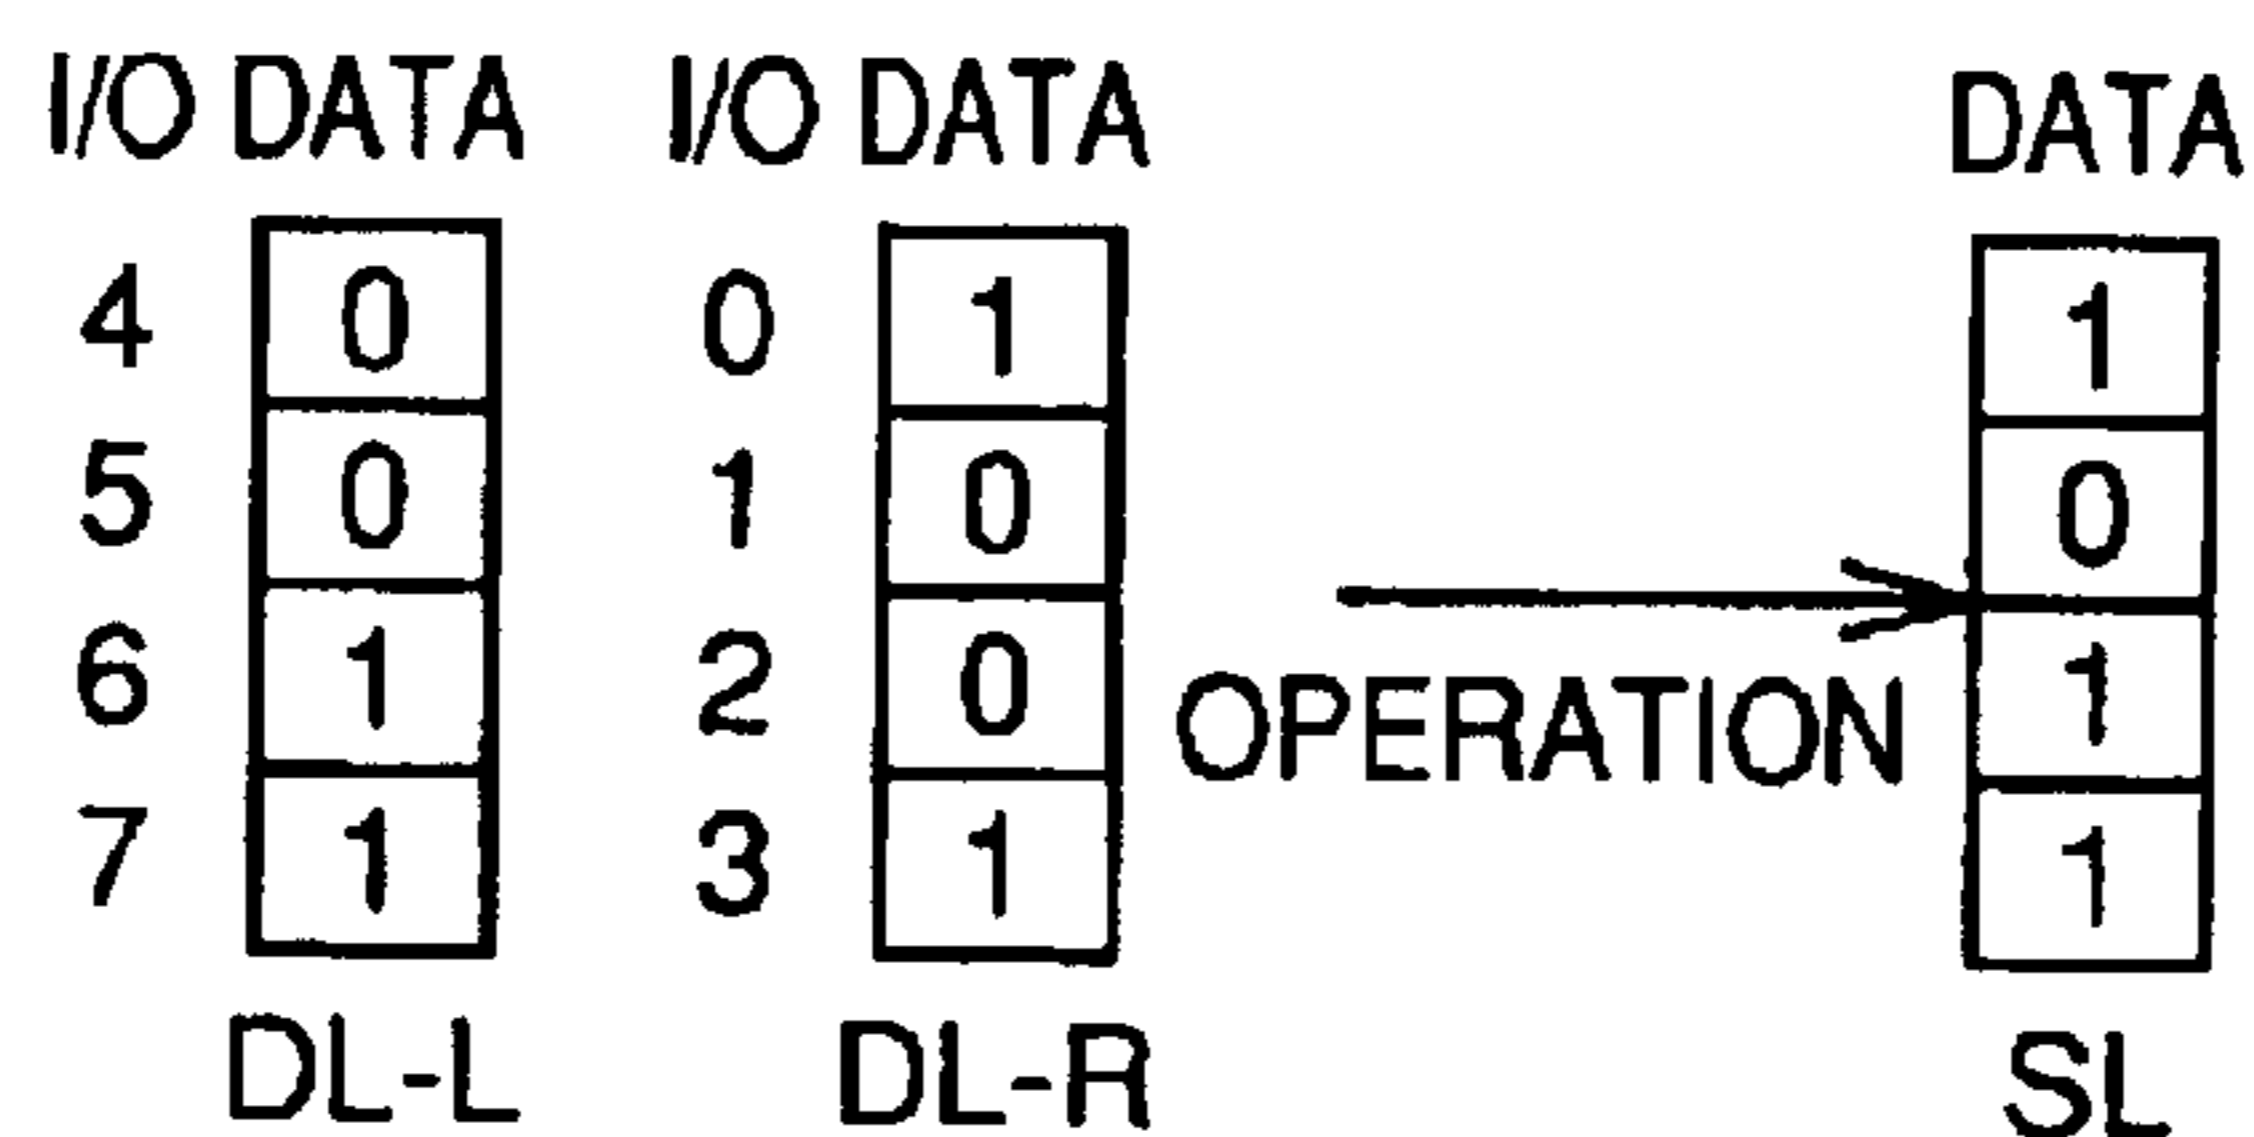 I/O DATA I/O DATA DATA
4 0 0 1 1
5 0 1 0 0
6 1 2 0 1
OPERATION
7 1 3 1 1
DL-L DL-R SL